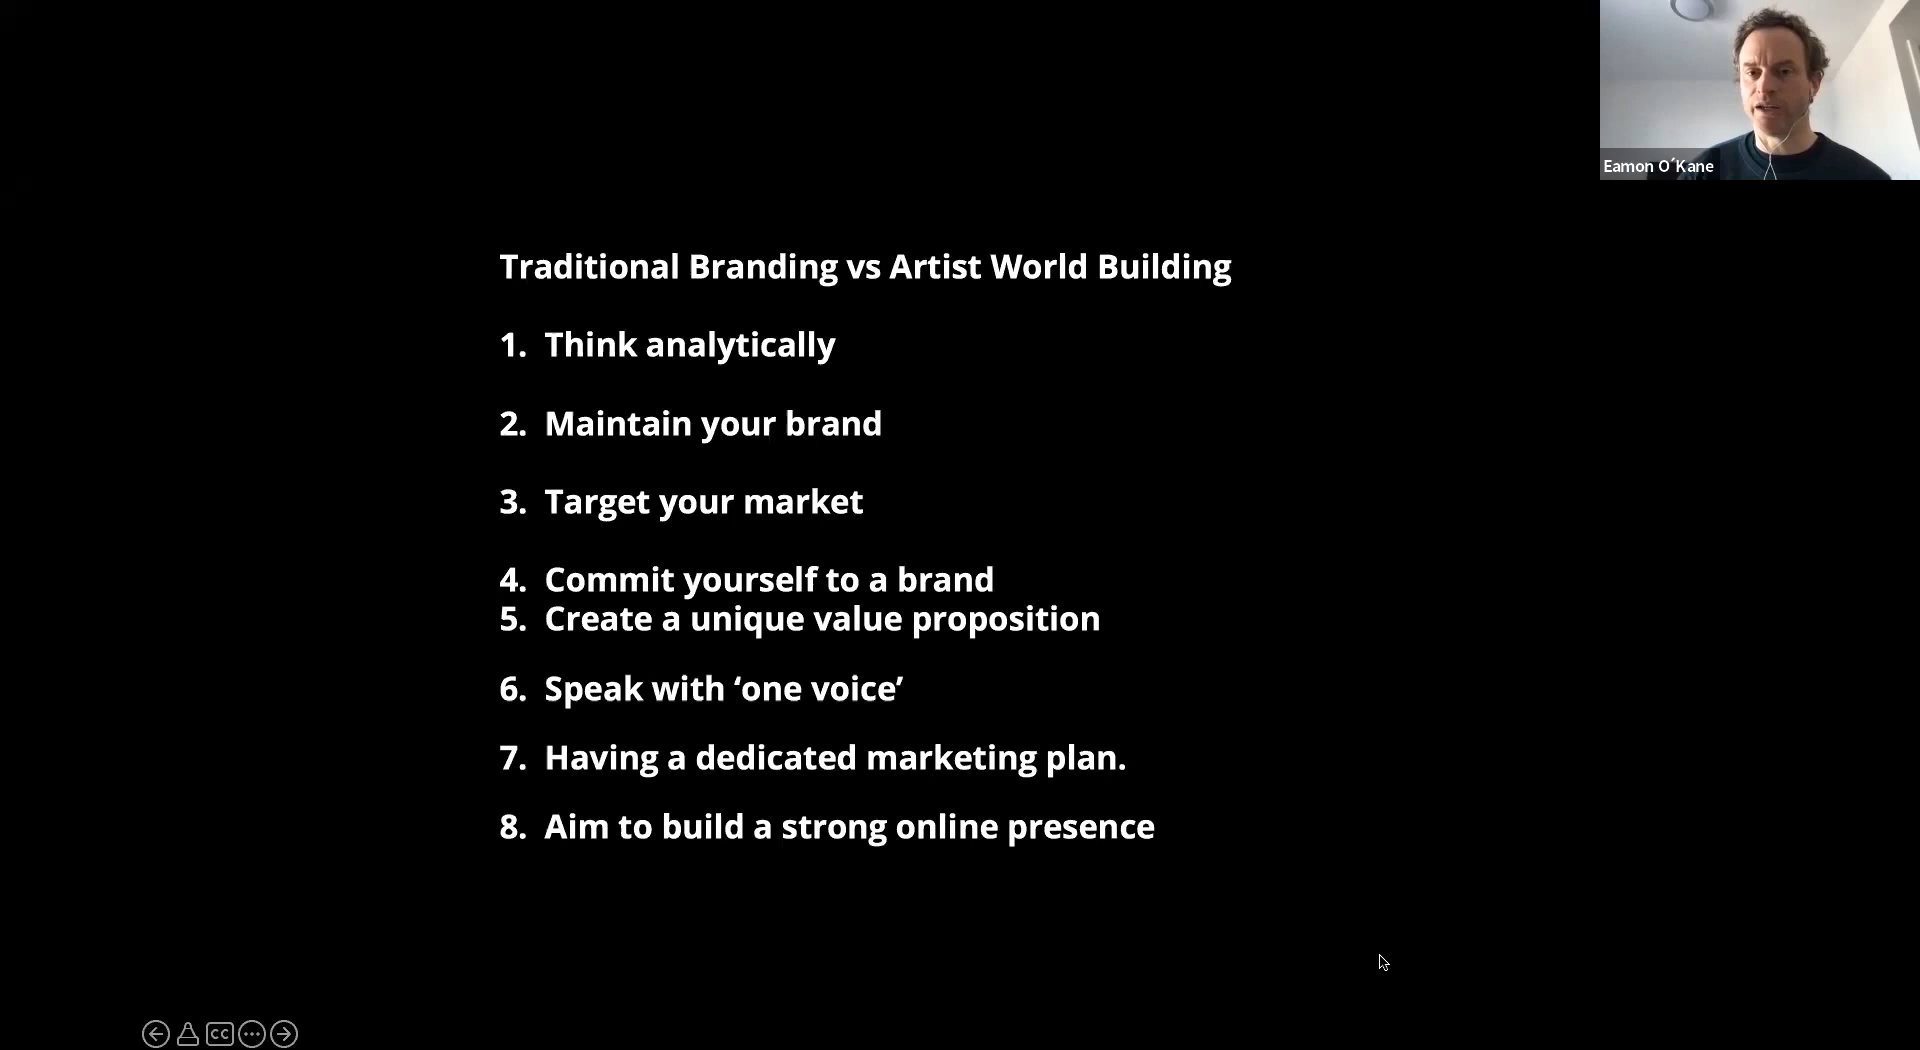 Eamon O´Kane
Traditional Branding vs Artist World Building
1. Think analytically
2. Maintain your brand
3. Target your market
4. Commit yourself to a brand
5. Create a unique value proposition
6. Speak with ‘one voice’
7. Having a dedicated marketing plan.
8. Aim to build a strong online presence
CC